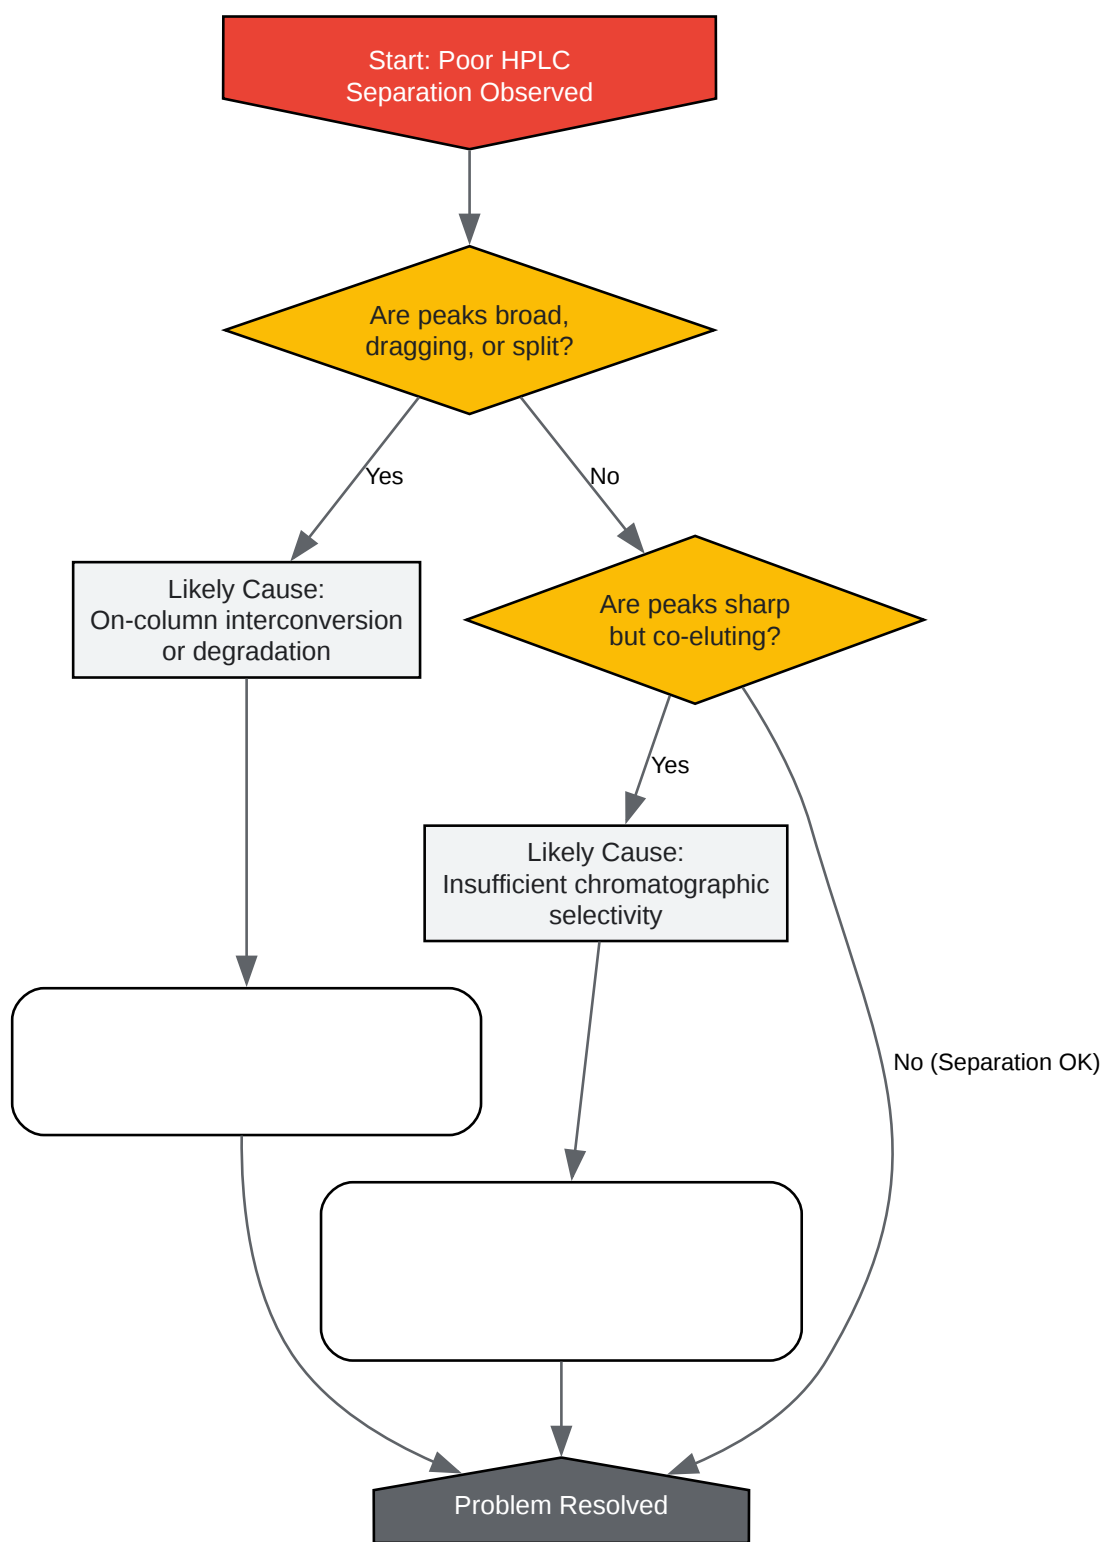 Start: Poor HPLC
Separation Observed
Are peaks broad,
dragging, or split?
Yes
No
Likely Cause:
On-column interconversion
or degradation
Are peaks sharp
but co-eluting?
Yes
Likely Cause:
Insufficient chromatographic
selectivity
No (Separation OK)
Problem Resolved